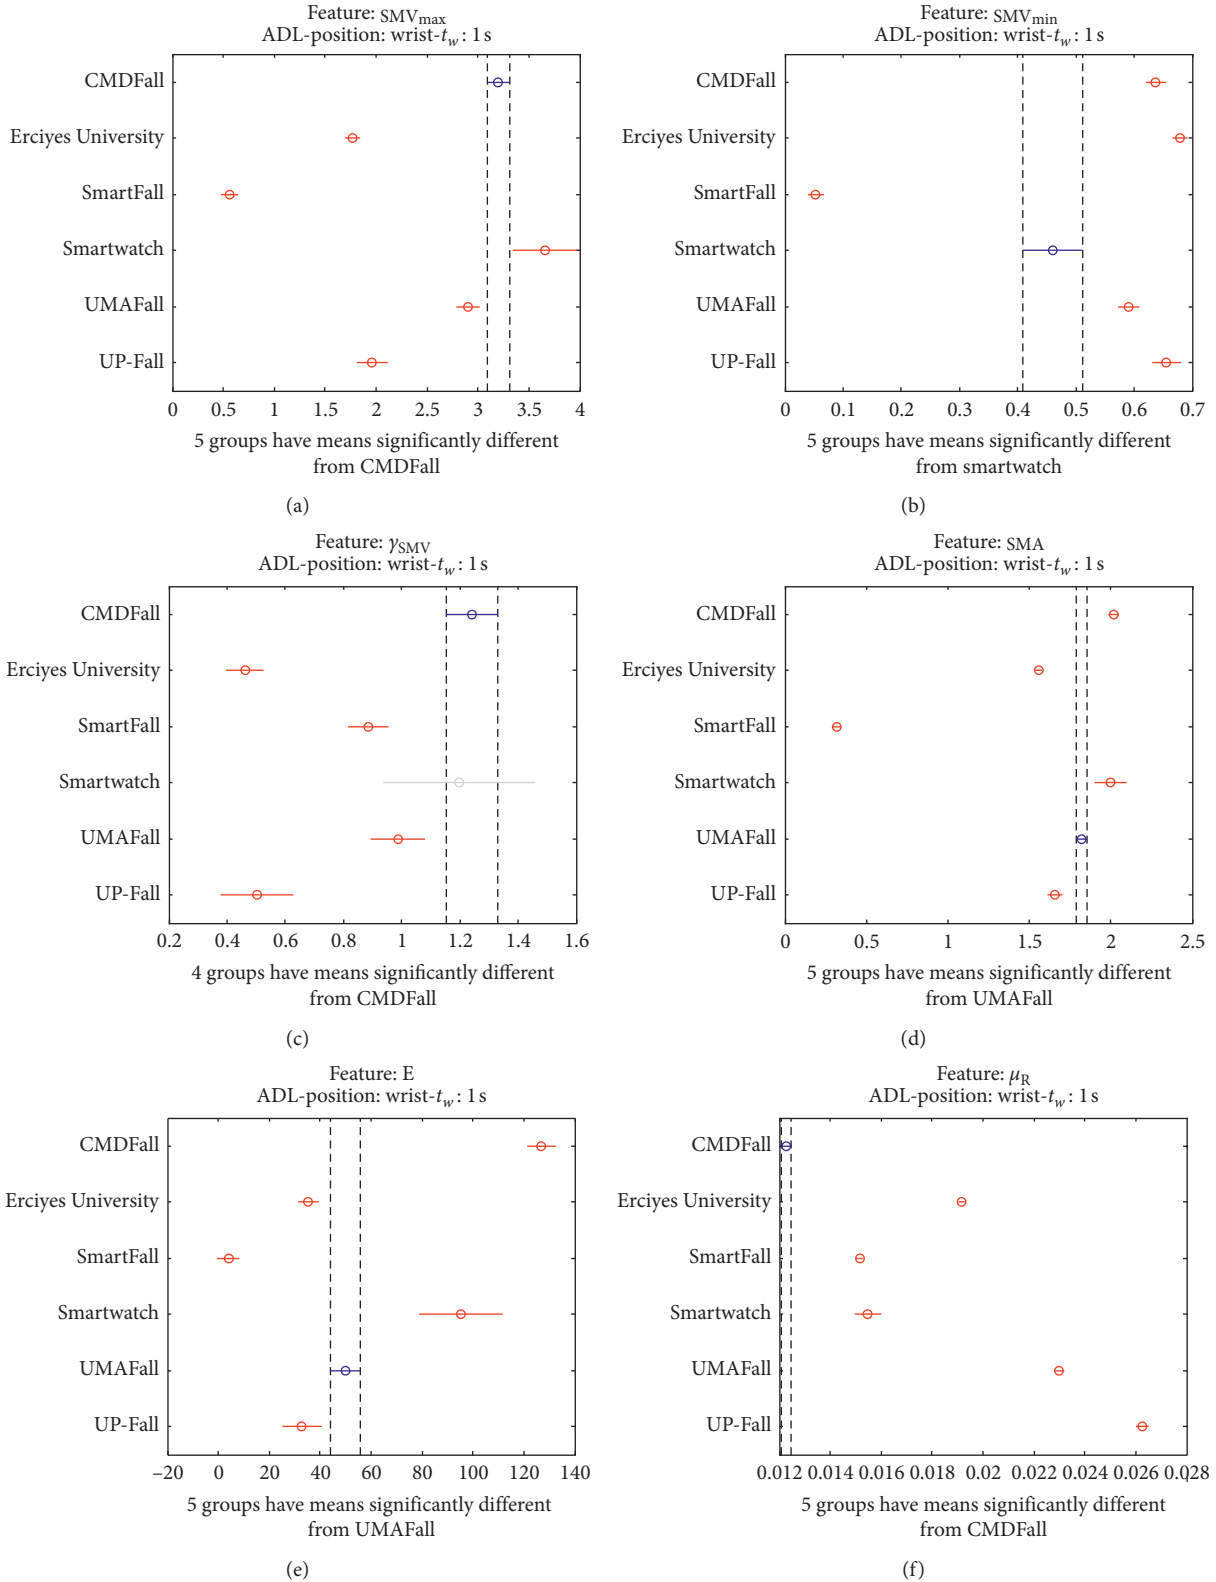 Feature: SMVmax
ADL-position: wrist-tw: 1 s
CMDFall
Erciyes University
SmartFall
Smartwatch
UMAFall
UP-Fall
0 0.5 1 1.5 2 2.5 3 3.5 4
5 groups have means significantly different
from CMDFall
(a)
Feature: SMVmin
ADL-position: wrist-tw: 1 s
CMDFall
Erciyes University
SmartFall
Smartwatch
UMAFall
UP-Fall
0 0.1 0.2 0.3 0.4 0.5 0.6 0.7
5 groups have means significantly different
from smartwatch
(b)
Feature: γSMV
ADL-position: wrist-tw: 1 s
CMDFall
Erciyes University
SmartFall
Smartwatch
UMAFall
UP-Fall
0.2 0.4 0.6 0.8 1 1.2 1.4 1.6
4 groups have means significantly different
from CMDFall
(c)
Feature: SMA
ADL-position: wrist-tw: 1 s
CMDFall
Erciyes University
SmartFall
Smartwatch
UMAFall
UP-Fall
0 0.5 1 1.5 2 2.5
5 groups have means significantly different
from UMAFall
(d)
Feature: E
ADL-position: wrist-tw: 1 s
CMDFall
Erciyes University
SmartFall
Smartwatch
UMAFall
UP-Fall
−20 0 20 40 60 80 100 120 140
5 groups have means significantly different
from UMAFall
(e)
Feature: μR
ADL-position: wrist-tw: 1 s
CMDFall
Erciyes University
SmartFall
Smartwatch
UMAFall
UP-Fall
0.012 0.014 0.016 0.018 0.02 0.022 0.024 0.026 0.028
5 groups have means significantly different
from CMDFall
(f)